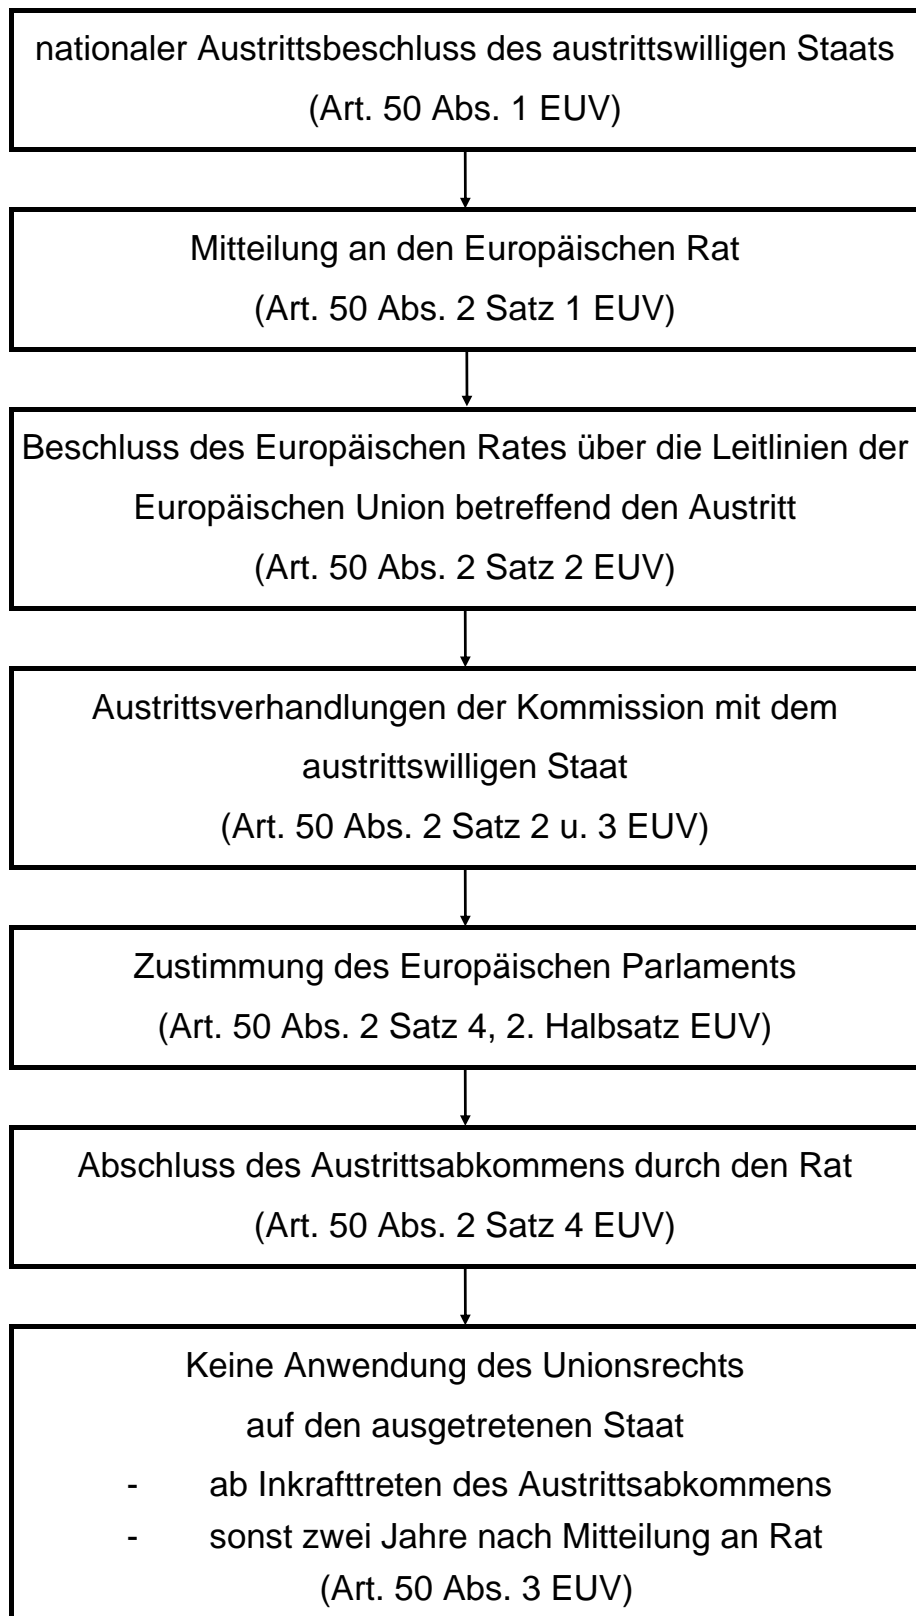 nationaler Austrittsbeschluss des austrittswilligen Staats
(Art. 50 Abs. 1 EUV)
Mitteilung an den Europäischen Rat
(Art. 50 Abs. 2 Satz 1 EUV)
Beschluss des Europäischen Rates über die Leitlinien der
Europäischen Union betreffend den Austritt
(Art. 50 Abs. 2 Satz 2 EUV)
Austrittsverhandlungen der Kommission mit dem
austrittswilligen Staat
(Art. 50 Abs. 2 Satz 2 u. 3 EUV)
Zustimmung des Europäischen Parlaments
(Art. 50 Abs. 2 Satz 4, 2. Halbsatz EUV)
Abschluss des Austrittsabkommens durch den Rat
(Art. 50 Abs. 2 Satz 4 EUV)
Keine Anwendung des Unionsrechts
auf den ausgetretenen Staat
- ab Inkrafttreten des Austrittsabkommens
- sonst zwei Jahre nach Mitteilung an Rat
(Art. 50 Abs. 3 EUV)